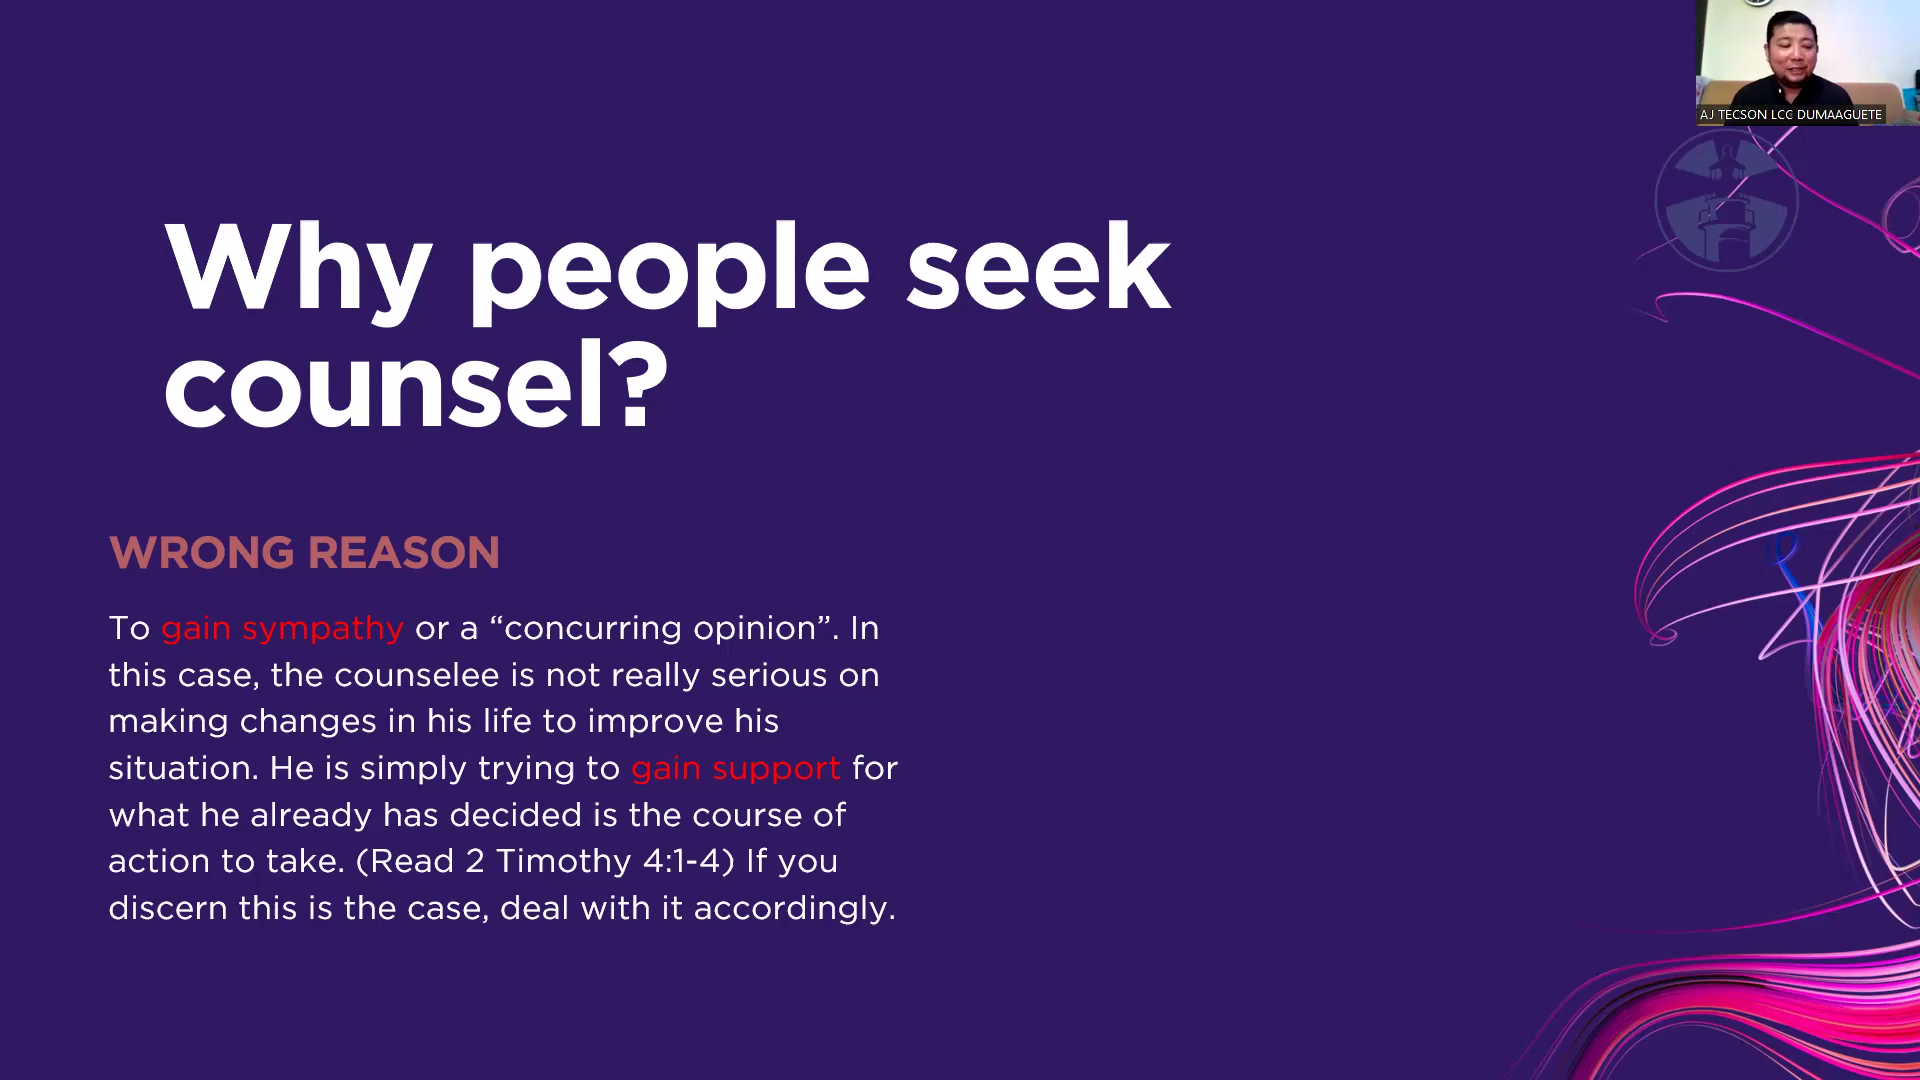 AJ TECSON LCC DUMAAGUETE
Why people seek
counsel?
WRONG REASON
To gain sympathy or a “concurring opinion”. In
this case, the counselee is not really serious on
making changes in his life to improve his
situation. He is simply trying to gain support for
what he already has decided is the course of
action to take. (Read 2 Timothy 4:1-4) If you
discern this is the case, deal with it accordingly.